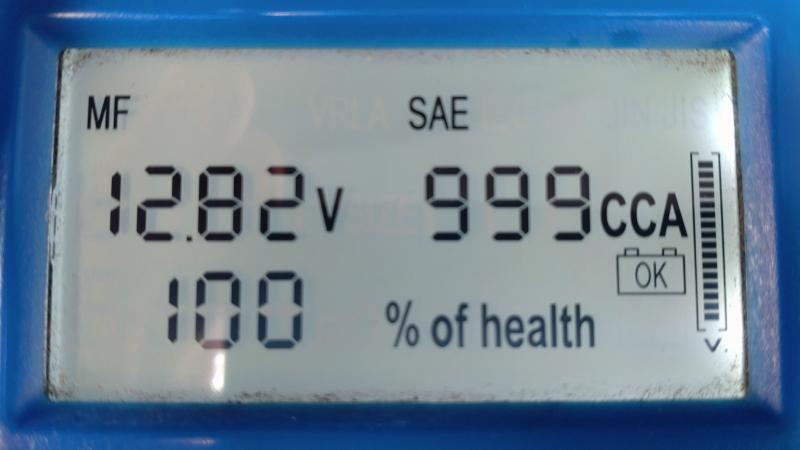 MF SAE
12.82 V 999 CCA
OK
100 % of health